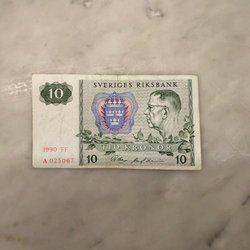 SVERIGES RIKSBANK
10
1990 FF
A 025067
TIO KRONOR
10
10